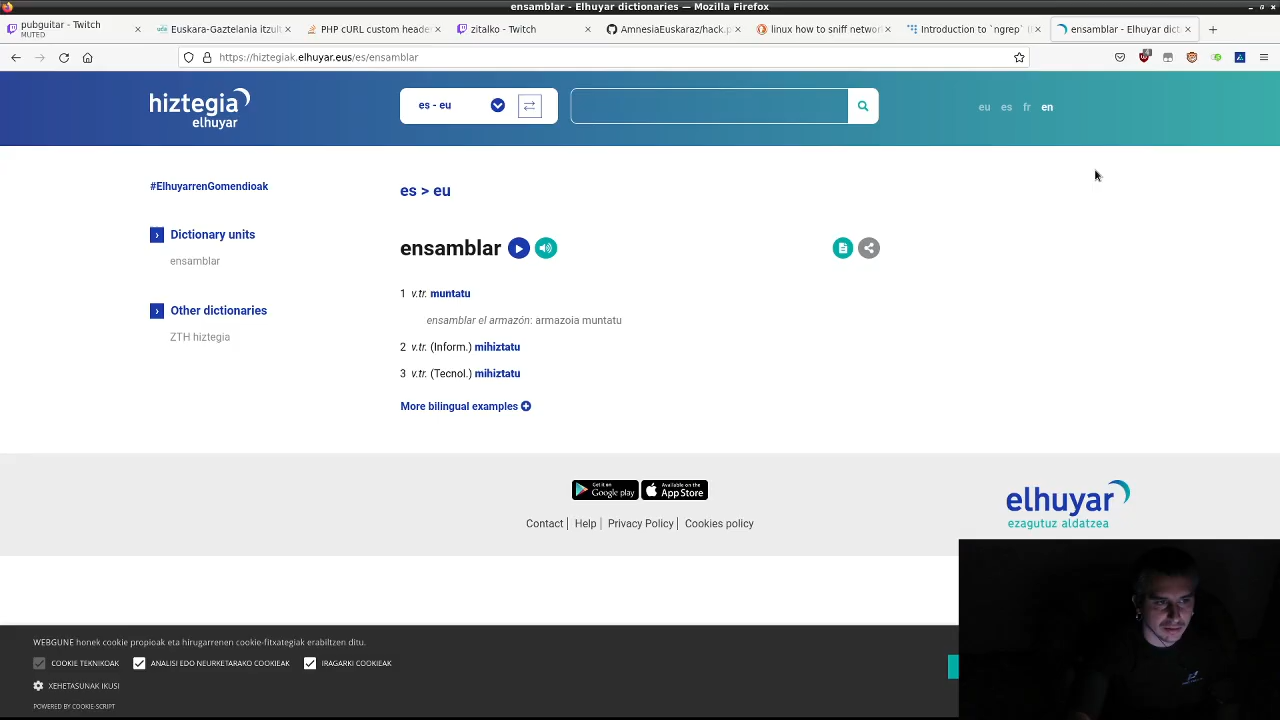 ensamblar - Elhuyar dictionaries — Mozilla Firefox
pubguitar - Twitch
MUTED
Euskara-Gaztelania itzult
PHP cURL custom header
zitalko - Twitch
AmnesiaEuskaraz/hack.p
linux how to sniff network
Introduction to `ngrep` (l
ensamblar - Elhuyar dicti
https://hiztegiak.elhuyar.eus/es/ensamblar
hiztegia
elhuyar
es - eu
eu es fr en
#ElhuyarrenGomendioak
Dictionary units
ensamblar
Other dictionaries
ZTH hiztegia
es > eu
ensamblar
1 v.tr. muntatu
ensamblar el armazón: armazoia muntatu
2 v.tr. (Inform.) mihiztatu
3 v.tr. (Tecnol.) mihiztatu
More bilingual examples
Get it on
Google play
Available on the
App Store
Contact | Help | Privacy Policy | Cookies policy
elhuyar
ezagutuz aldatzea
WEBGUNE honek cookie propioak eta hirugarrenen cookie-fitxategiak erabiltzen ditu.
COOKIE TEKNIKOAK ANALISI EDO NEURKETARAKO COOKIEAK IRAGARKI COOKIEAK
XEHETASUNAK IKUSI
POWERED BY COOKIE-SCRIPT